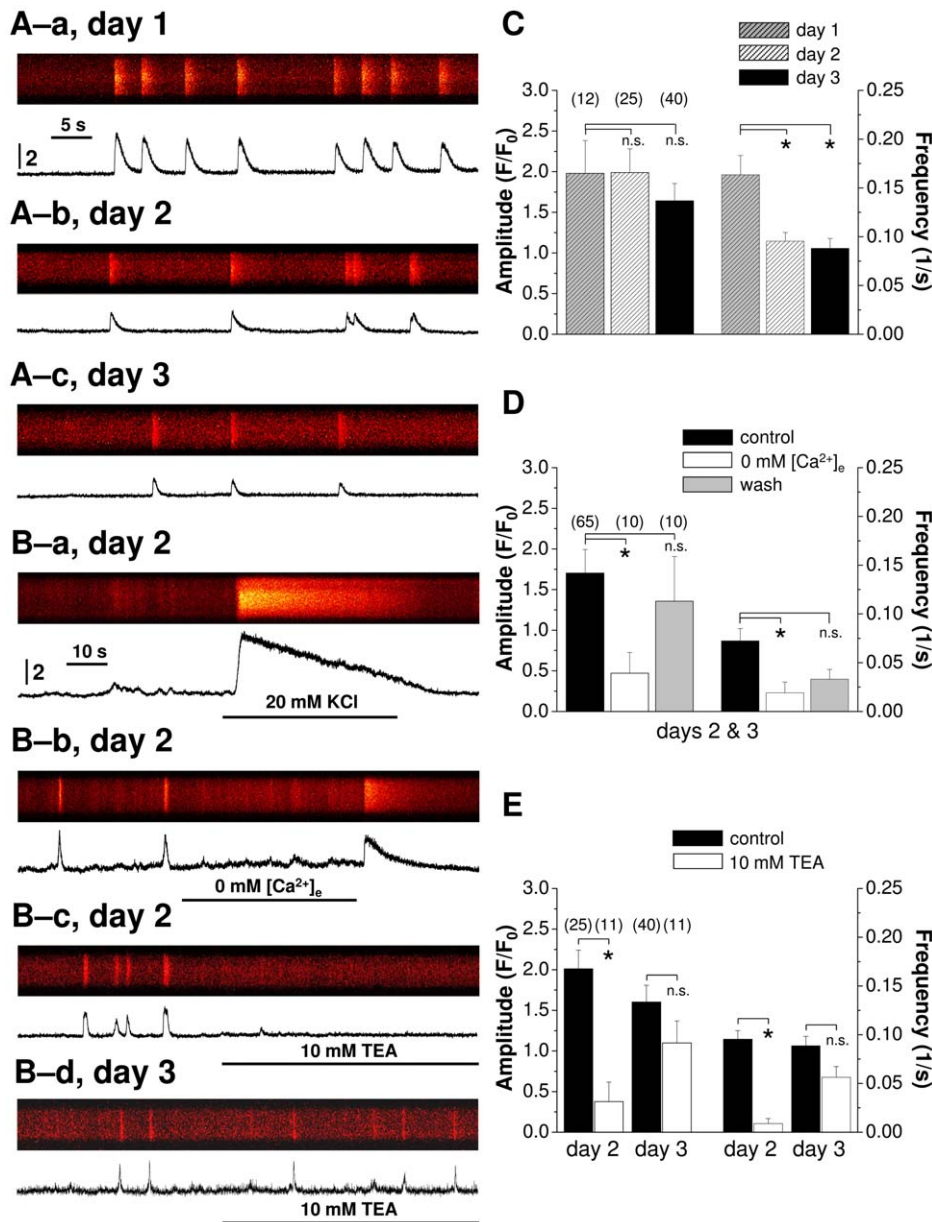 A–a, day 1
5 s
2
A–b, day 2
A–c, day 3
B–a, day 2
2
10 s
20 mM KCl
B–b, day 2
0 mM [Ca²⁺]ₑ
B–c, day 2
10 mM TEA
B–d, day 3
10 mM TEA
C
day 1
day 2
day 3
(12) (25) (40)
n.s. n.s. * *
Amplitude (F/F₀)
3.0
2.5
2.0
1.5
1.0
0.5
0.0
Frequency (1/s)
0.25
0.20
0.15
0.10
0.05
0.00
D
control
0 mM [Ca²⁺]ₑ
wash
(65) (10) (10)
* n.s. * n.s.
Amplitude (F/F₀)
3.0
2.5
2.0
1.5
1.0
0.5
0.0
Frequency (1/s)
0.25
0.20
0.15
0.10
0.05
0.00
days 2 & 3
E
control
10 mM TEA
(25) (11) (40) (11)
* n.s. * n.s.
Amplitude (F/F₀)
3.0
2.5
2.0
1.5
1.0
0.5
0.0
Frequency (1/s)
0.25
0.20
0.15
0.10
0.05
0.00
day 2 day 3 day 2 day 3